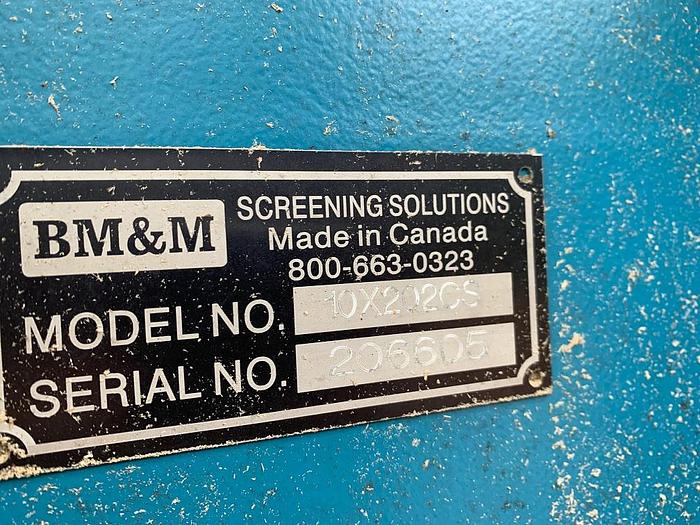 BM&M
SCREENING SOLUTIONS
Made in Canada
800-663-0323
MODEL NO. 10X202CS
SERIAL NO. 206605